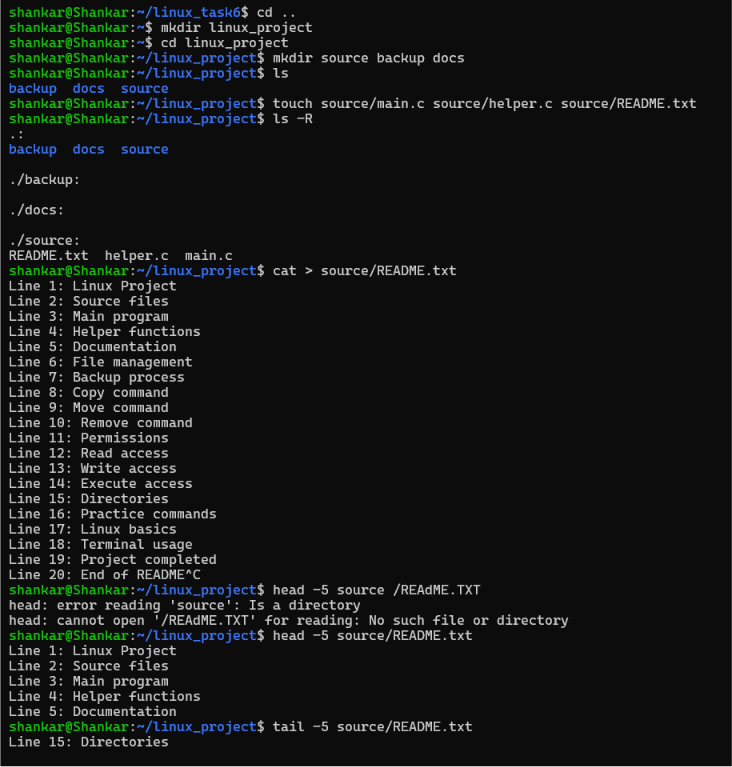 shankar@Shankar:~/linux_task6$ cd ..
shankar@Shankar:~$ mkdir linux_project
shankar@Shankar:~$ cd linux_project
shankar@Shankar:~/linux_project$ mkdir source backup docs
shankar@Shankar:~/linux_project$ ls
backup  docs  source
shankar@Shankar:~/linux_project$ touch source/main.c source/helper.c source/README.txt
shankar@Shankar:~/linux_project$ ls -R
.:
backup  docs  source

./backup:

./docs:

./source:
README.txt  helper.c  main.c
shankar@Shankar:~/linux_project$ cat > source/README.txt
Line 1: Linux Project
Line 2: Source files
Line 3: Main program
Line 4: Helper functions
Line 5: Documentation
Line 6: File management
Line 7: Backup process
Line 8: Copy command
Line 9: Move command
Line 10: Remove command
Line 11: Permissions
Line 12: Read access
Line 13: Write access
Line 14: Execute access
Line 15: Directories
Line 16: Practice commands
Line 17: Linux basics
Line 18: Terminal usage
Line 19: Project completed
Line 20: End of README^C
shankar@Shankar:~/linux_project$ head -5 source /REAdME.TXT
head: error reading 'source': Is a directory
head: cannot open '/REAdME.TXT' for reading: No such file or directory
shankar@Shankar:~/linux_project$ head -5 source/README.txt
Line 1: Linux Project
Line 2: Source files
Line 3: Main program
Line 4: Helper functions
Line 5: Documentation
shankar@Shankar:~/linux_project$ tail -5 source/README.txt
Line 15: Directories